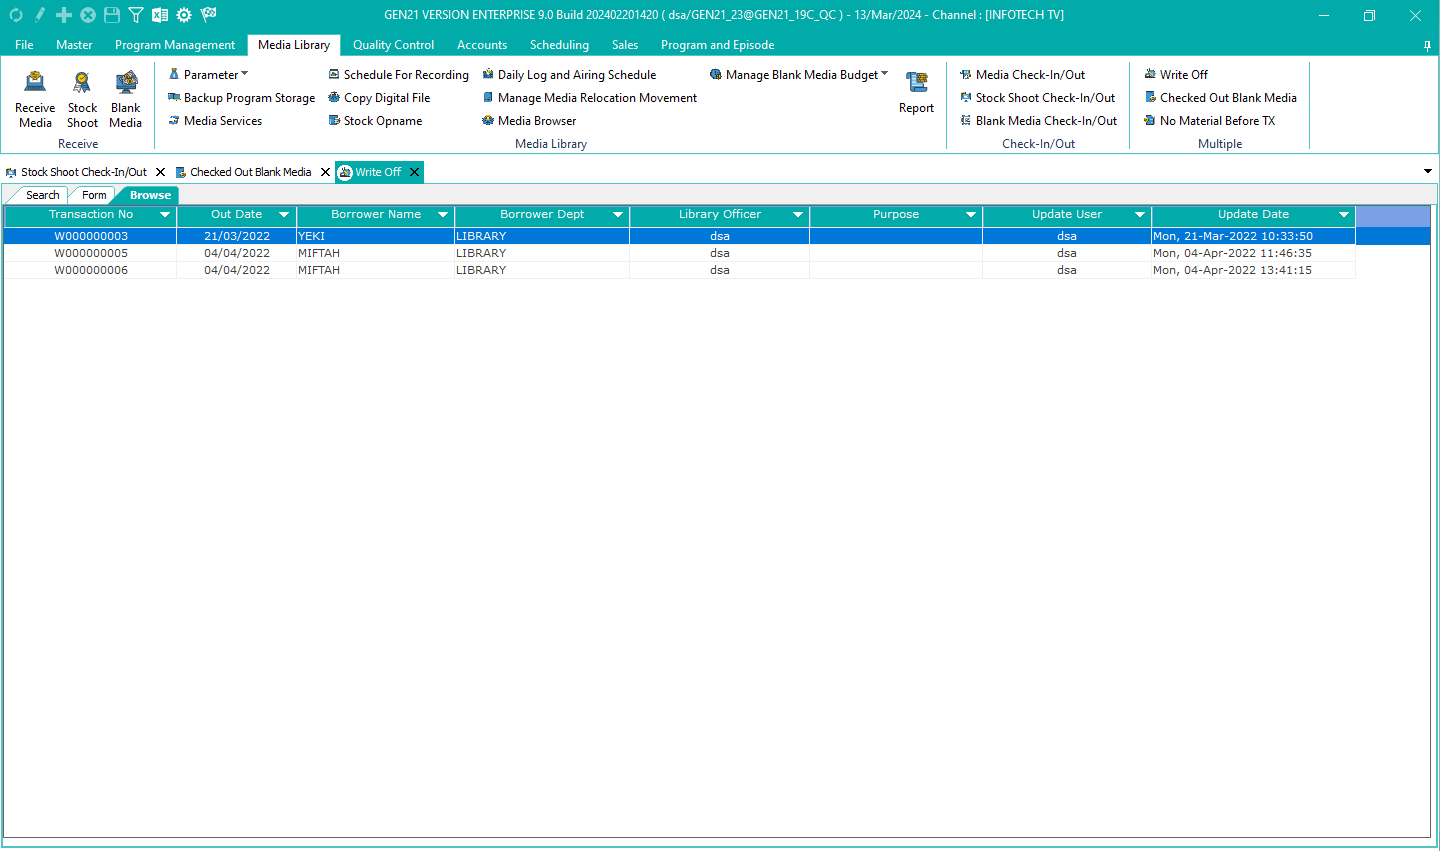 GEN21 VERSION ENTERPRISE 9.0 Build 202402201420 ( dsa/GEN21_23@GEN21_19C_QC ) - 13/Mar/2024 - Channel : [INFOTECH TV]
File Master Program Management Media Library Quality Control Accounts Scheduling Sales Program and Episode
Receive Media
Stock Shoot
Blank Media
Receive
Parameter
Backup Program Storage
Media Services
Schedule For Recording
Copy Digital File
Stock Opname
Daily Log and Airing Schedule
Manage Media Relocation Movement
Media Browser
Manage Blank Media Budget
Report
Media Library
Media Check-In/Out
Stock Shoot Check-In/Out
Blank Media Check-In/Out
Check-In/Out
Write Off
Checked Out Blank Media
No Material Before TX
Multiple
Stock Shoot Check-In/Out Checked Out Blank Media Write Off
Search Form Browse
Transaction No Out Date Borrower Name Borrower Dept Library Officer Purpose Update User Update Date
W000000003 21/03/2022 YEKI LIBRARY dsa dsa Mon, 21-Mar-2022 10:33:50
W000000005 04/04/2022 MIFTAH LIBRARY dsa dsa Mon, 04-Apr-2022 11:46:35
W000000006 04/04/2022 MIFTAH LIBRARY dsa dsa Mon, 04-Apr-2022 13:41:15